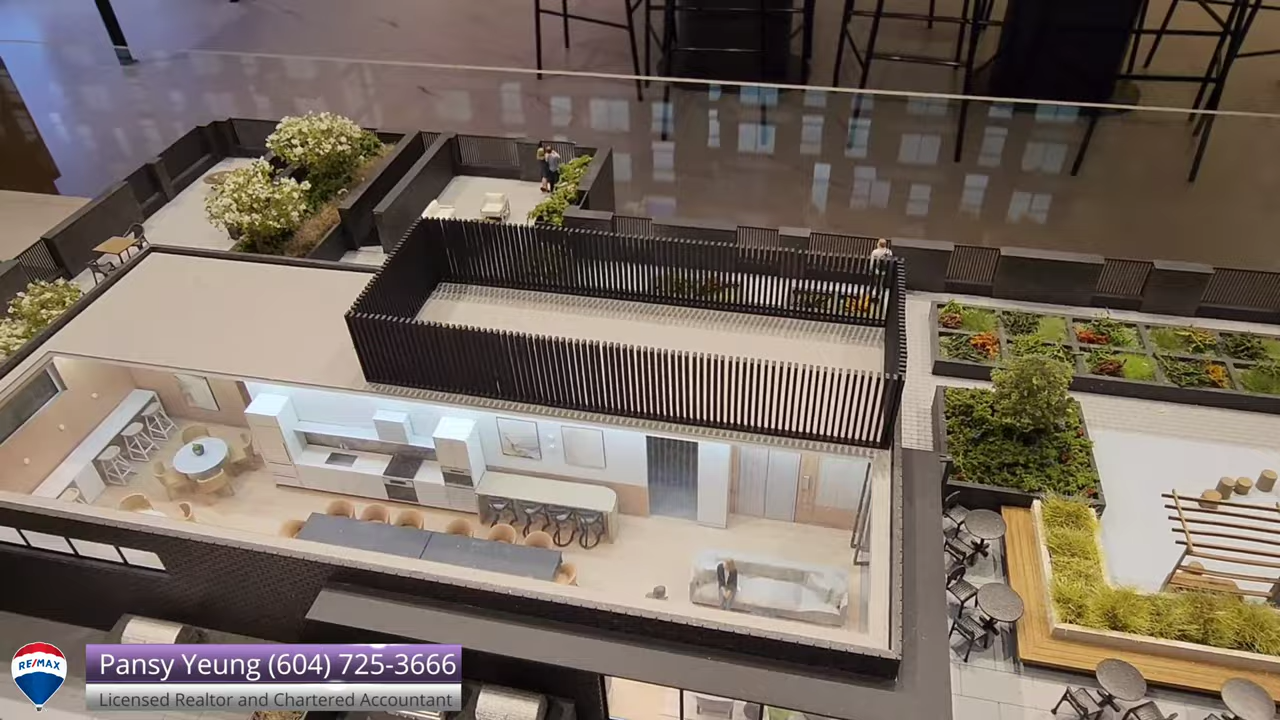 RE/MAX
Pansy Yeung (604) 725-3666
Licensed Realtor and Chartered Accountant